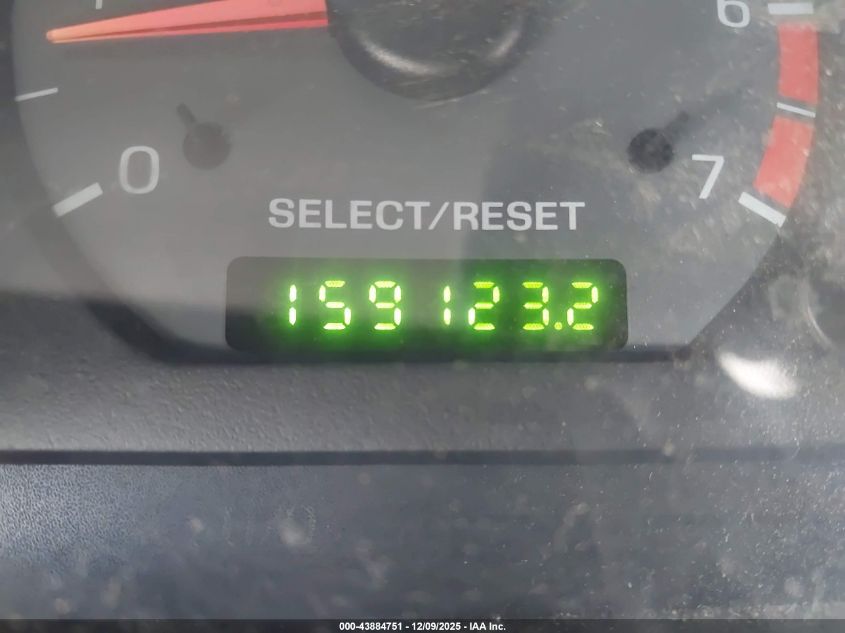 6
0
7
SELECT/RESET
159123.2
000-43884751 - 12/09/2025 - IAA Inc.